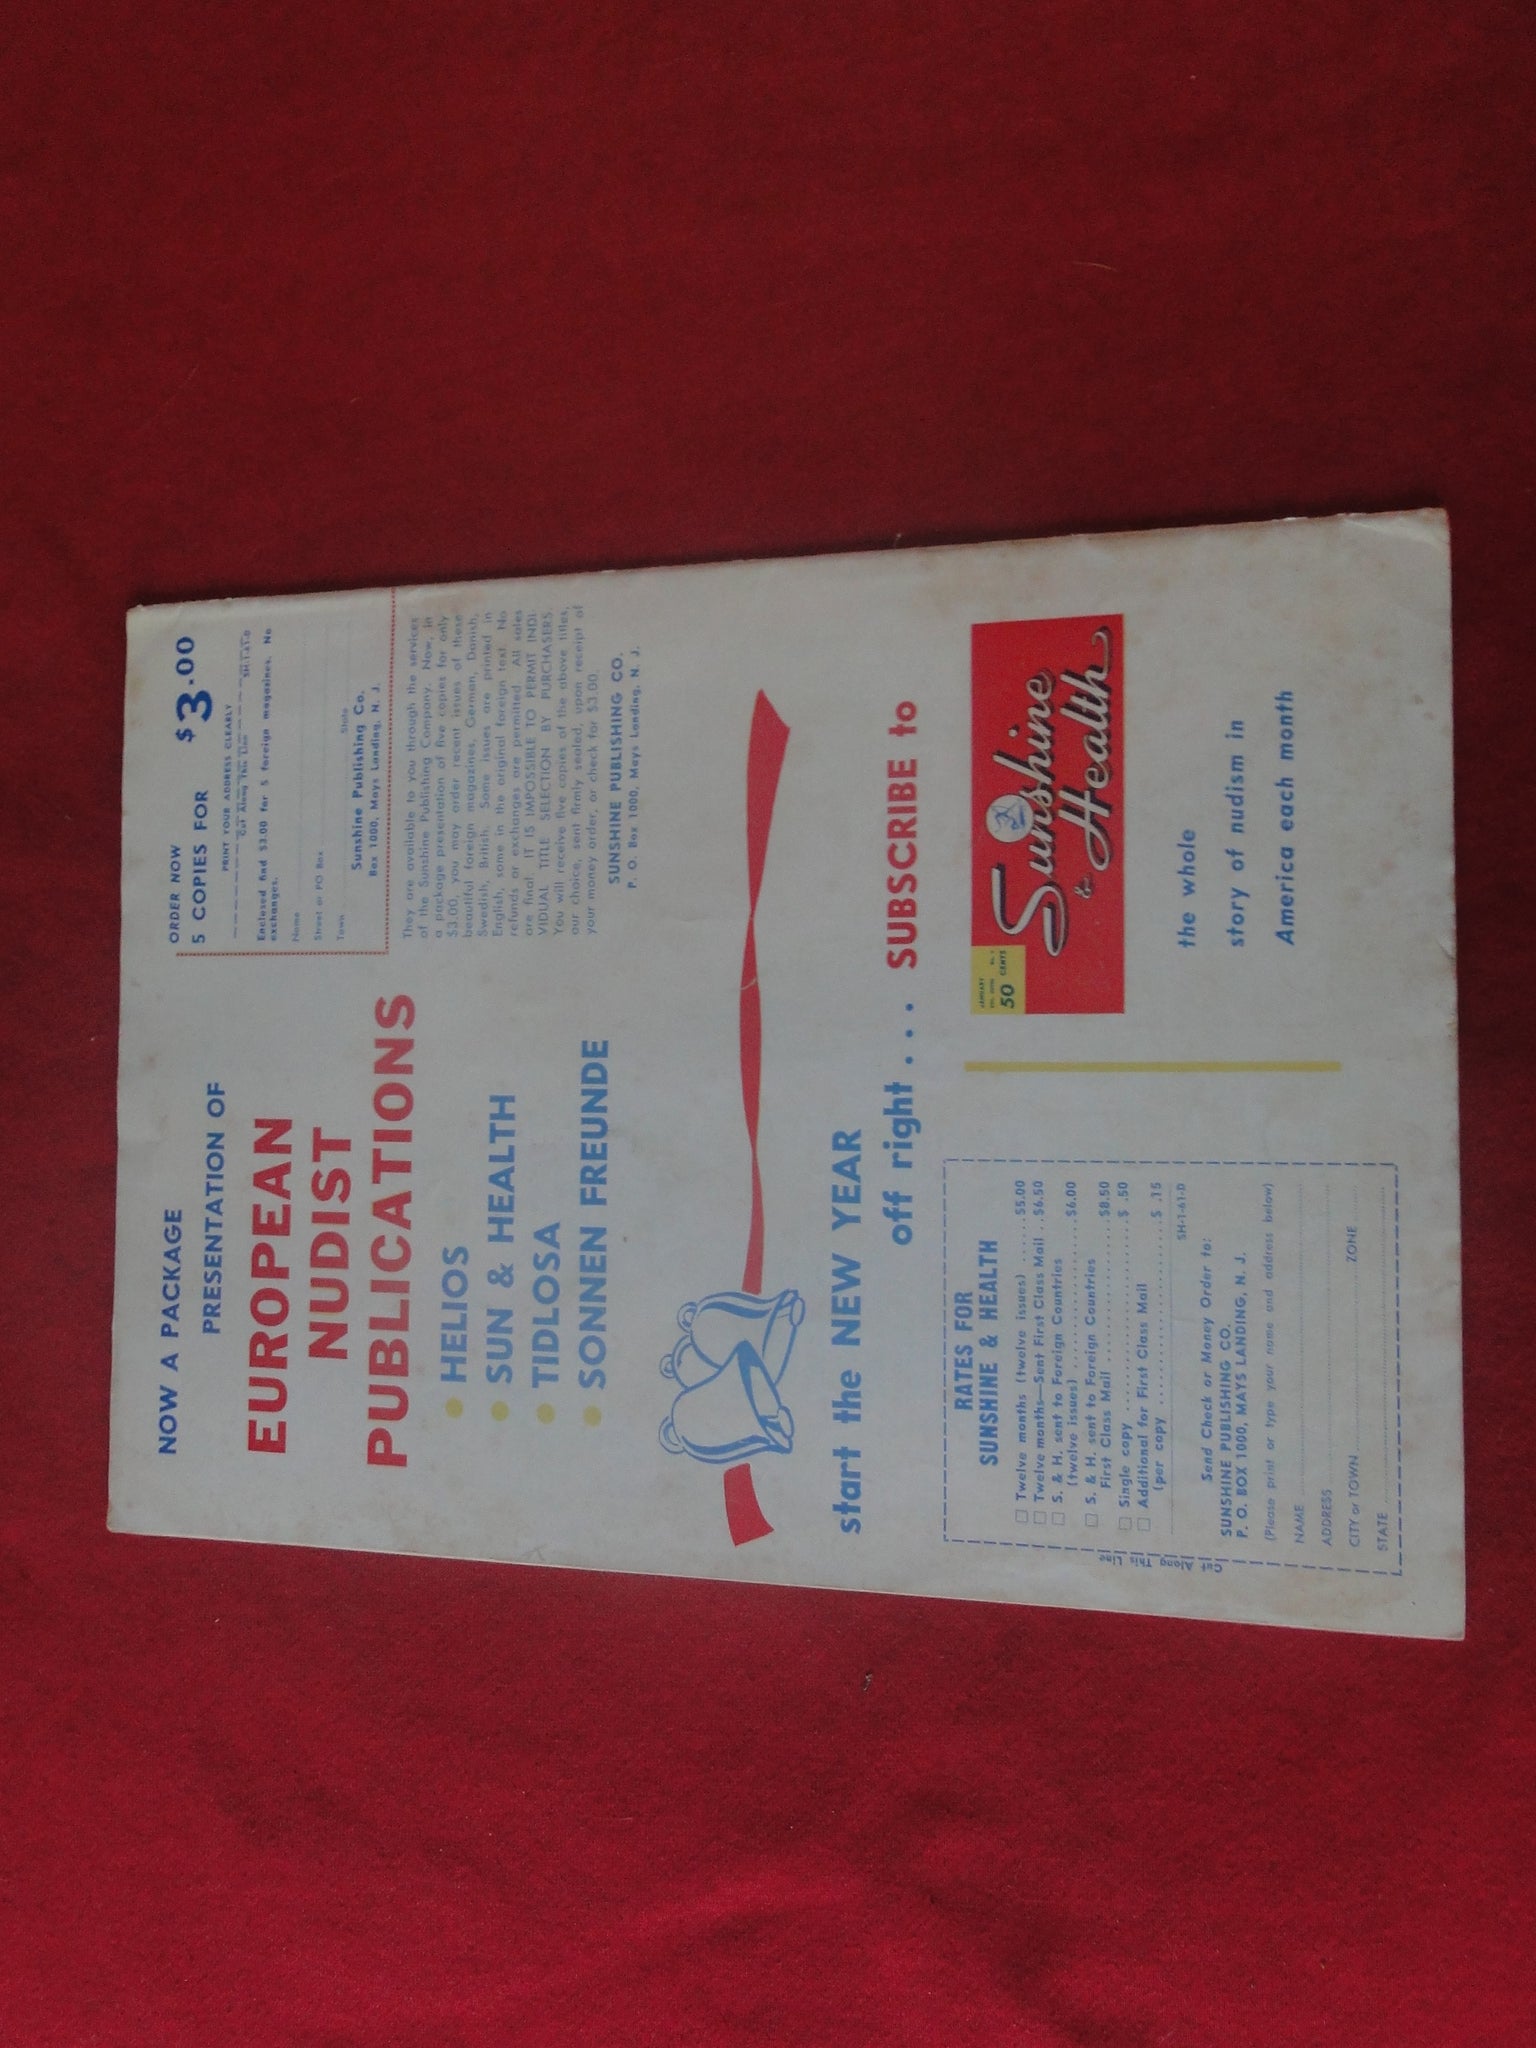 NOW A PACKAGE
PRESENTATION OF
EUROPEAN
NUDIST
PUBLICATIONS
• HELIOS
• SUN & HEALTH
• TIDLOSA
• SONNEN FREUNDE
ORDER NOW
5 COPIES FOR $3.00
PRINT YOUR ADDRESS CLEARLY
Cut Along This Line
SH-1-61-D
Enclosed find $3.00 for 5 foreign magazines. No
exchanges.
Name
Street or PO Box
Town State
Sunshine Publishing Co.
Box 1000, Mays Landing, N. J.
They are available to you through the services
of the Sunshine Publishing Company. Now, in
a package presentation of five copies for only
$3.00, you may order recent issues of these
beautiful foreign magazines, German, Danish,
Swedish, British. Some issues are printed in
English, some in the original foreign text. No
refunds or exchanges are permitted. All sales
are final. IT IS IMPOSSIBLE TO PERMIT INDI-
VIDUAL TITLE SELECTION BY PURCHASERS.
You will receive five copies of the above titles,
our choice, sent firmly sealed, upon receipt of
your money order, or check for $3.00.
SUNSHINE PUBLISHING CO.
P. O. Box 1000, Mays Landing, N. J.
start the NEW YEAR
off right . . . . SUBSCRIBE to
RATES FOR
SUNSHINE & HEALTH
□ Twelve months (twelve issues) .....$5.00
□ Twelve months—Sent First Class Mail ..$6.50
□ S. & H. sent to Foreign Countries
(twelve issues) ....................$6.00
□ S. & H. sent to Foreign Countries
First Class Mail ...................$8.50
□ Single copy .......................$ .50
□ Additional for First Class Mail
(per copy .........................$ .15
SH-1-61-D
Send Check or Money Order to:
SUNSHINE PUBLISHING CO.
P. O. BOX 1000, MAYS LANDING, N. J.
(Please print or type your name and address below)
NAME
ADDRESS
CITY or TOWN ZONE
STATE
Cut
Along
This
Line
JANUARY
50 CENTS
Sunshine
& Health
the whole
story of nudism in
America each month